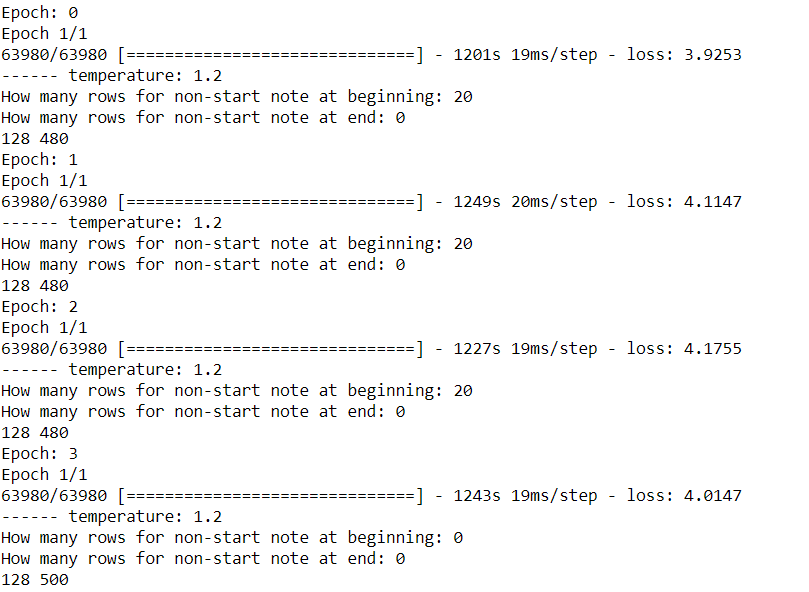 Epoch: 0
Epoch 1/1
63980/63980 [==============================] - 1201s 19ms/step - loss: 3.9253
------ temperature: 1.2
How many rows for non-start note at beginning: 20
How many rows for non-start note at end: 0
128 480
Epoch: 1
Epoch 1/1
63980/63980 [==============================] - 1249s 20ms/step - loss: 4.1147
------ temperature: 1.2
How many rows for non-start note at beginning: 20
How many rows for non-start note at end: 0
128 480
Epoch: 2
Epoch 1/1
63980/63980 [==============================] - 1227s 19ms/step - loss: 4.1755
------ temperature: 1.2
How many rows for non-start note at beginning: 20
How many rows for non-start note at end: 0
128 480
Epoch: 3
Epoch 1/1
63980/63980 [==============================] - 1243s 19ms/step - loss: 4.0147
------ temperature: 1.2
How many rows for non-start note at beginning: 0
How many rows for non-start note at end: 0
128 500